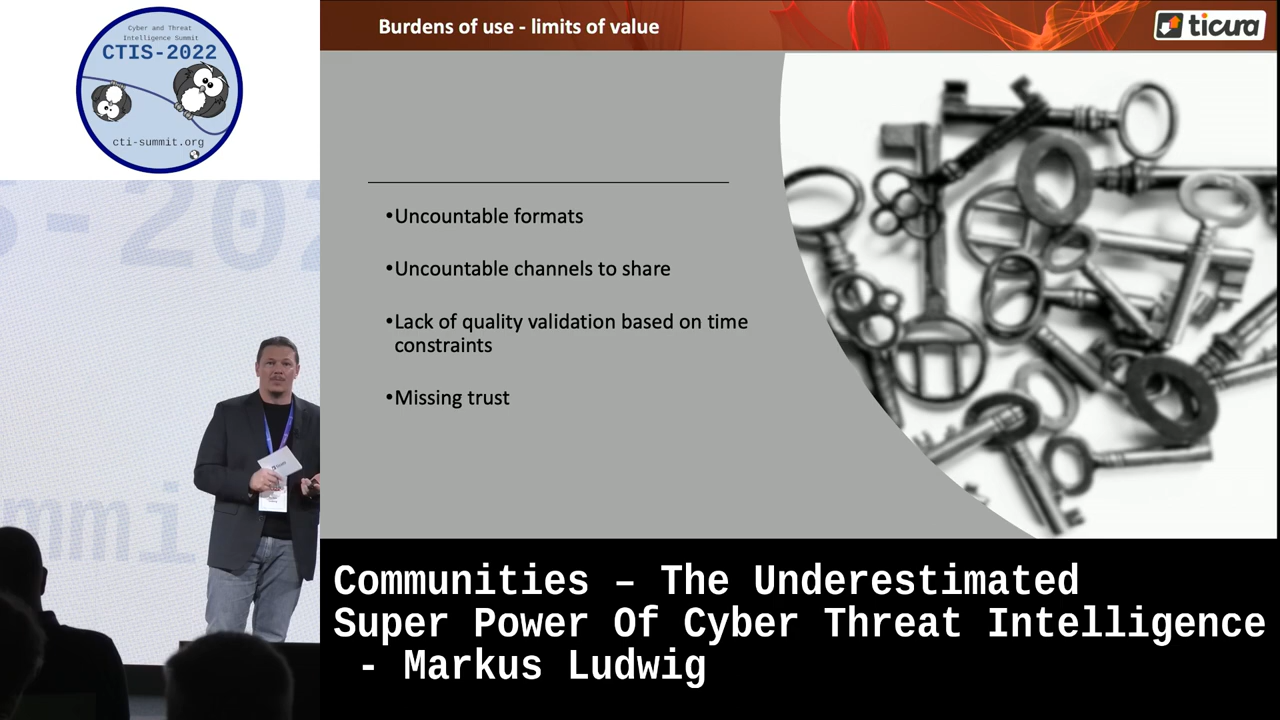 Cyber and Threat
Intelligence Summit
CTIS-2022
cti-summit.org
S-202
mmi
Burdens of use - limits of value
ticura
•Uncountable formats
•Uncountable channels to share
•Lack of quality validation based on time
constraints
•Missing trust
Communities – The Underestimated
Super Power Of Cyber Threat Intelligence
- Markus Ludwig